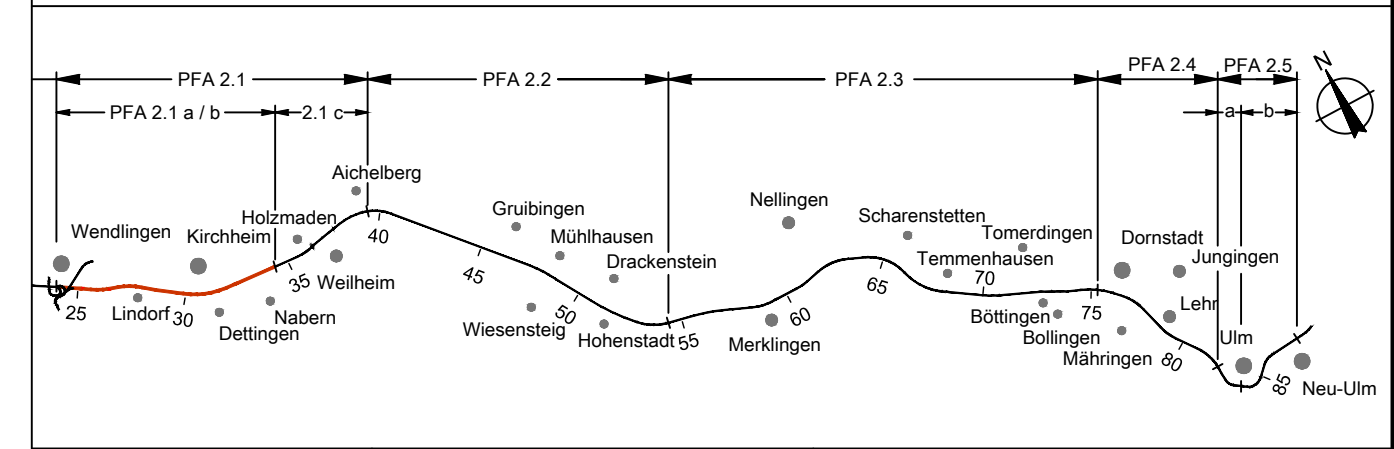 N
PFA 2.1
PFA 2.2
PFA 2.3
PFA 2.4
PFA 2.5
PFA 2.1 a / b
2.1 c
a
b
Aichelberg
Wendlingen
Holzmaden
Kirchheim
Weilheim
Lindorf
Dettingen
Nabern
Gruibingen
Mühlhausen
Drackenstein
Wiesensteig
Hohenstadt
Nellingen
Merklingen
Scharenstetten
Temmenhausen
Tomerdingen
Böttingen
Bollingen
Mähringen
Dornstadt
Jungingen
Lehr
Ulm
Neu-Ulm
25
30
35
40
45
50
55
60
65
70
75
80
85